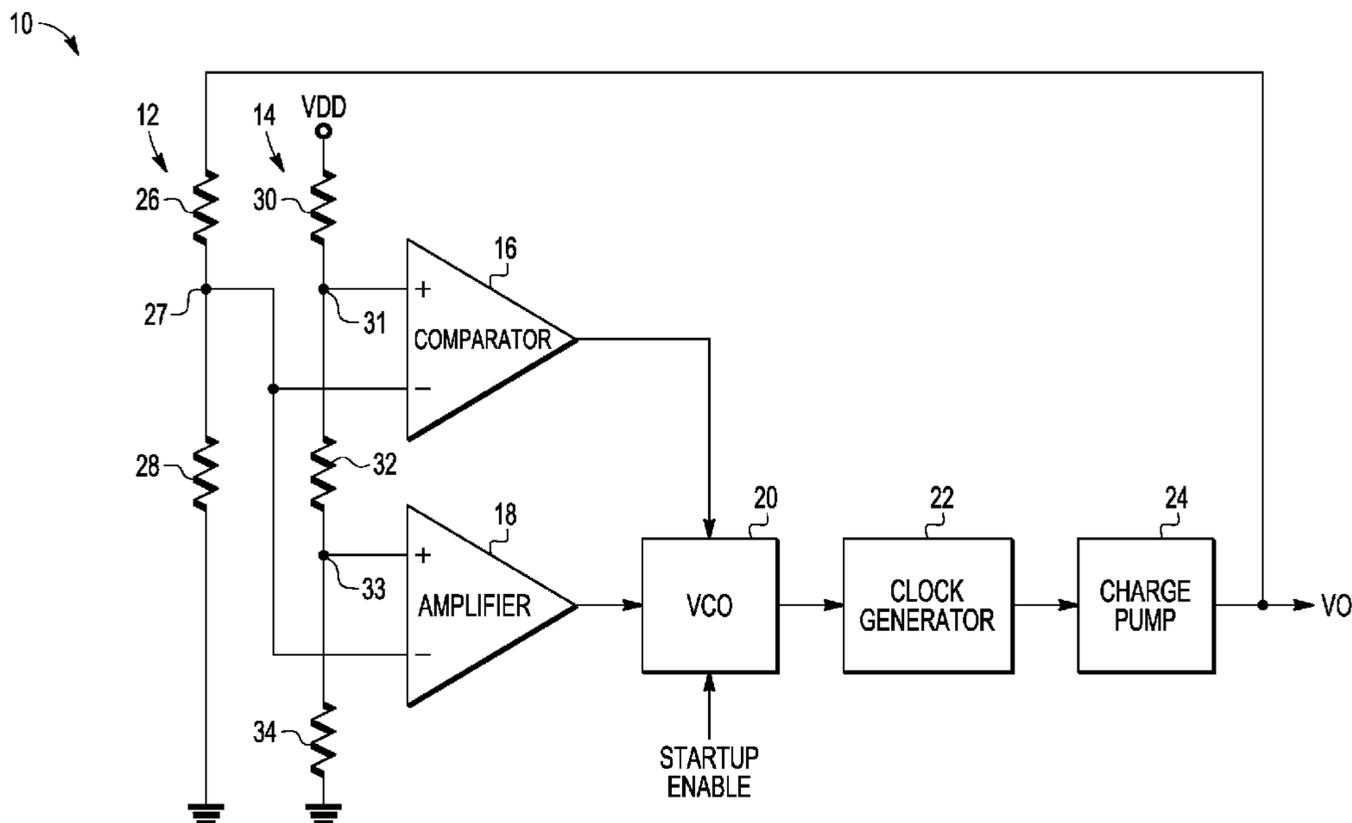 10
12
14
VDD
26
30
16
+
27
31
COMPARATOR
−
28
32
18
20
22
24
+
33
AMPLIFIER
VCO
CLOCK
GENERATOR
CHARGE
PUMP
VO
−
34
STARTUP
ENABLE